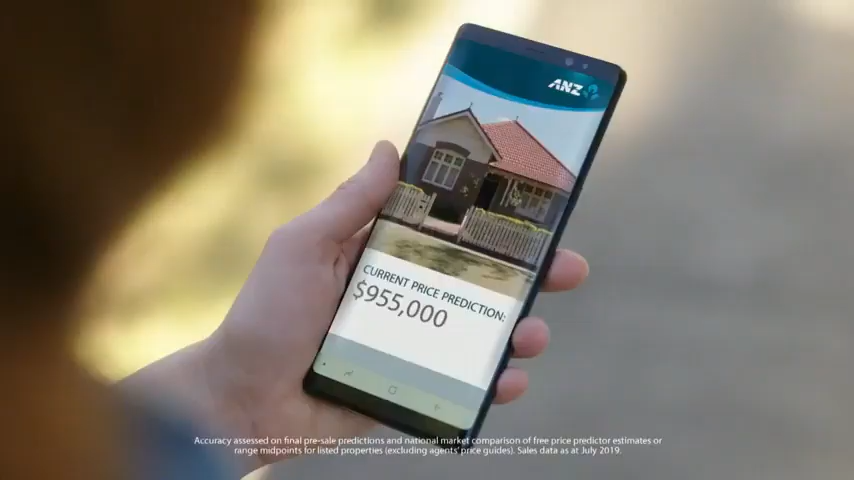 ANZ
CURRENT PRICE PREDICTION:
$955,000
Accuracy assessed on final pre-sale predictions and national market comparison of free price predictor estimates or
range midpoints for listed properties (excluding agents' price guides). Sales data as at July 2019.